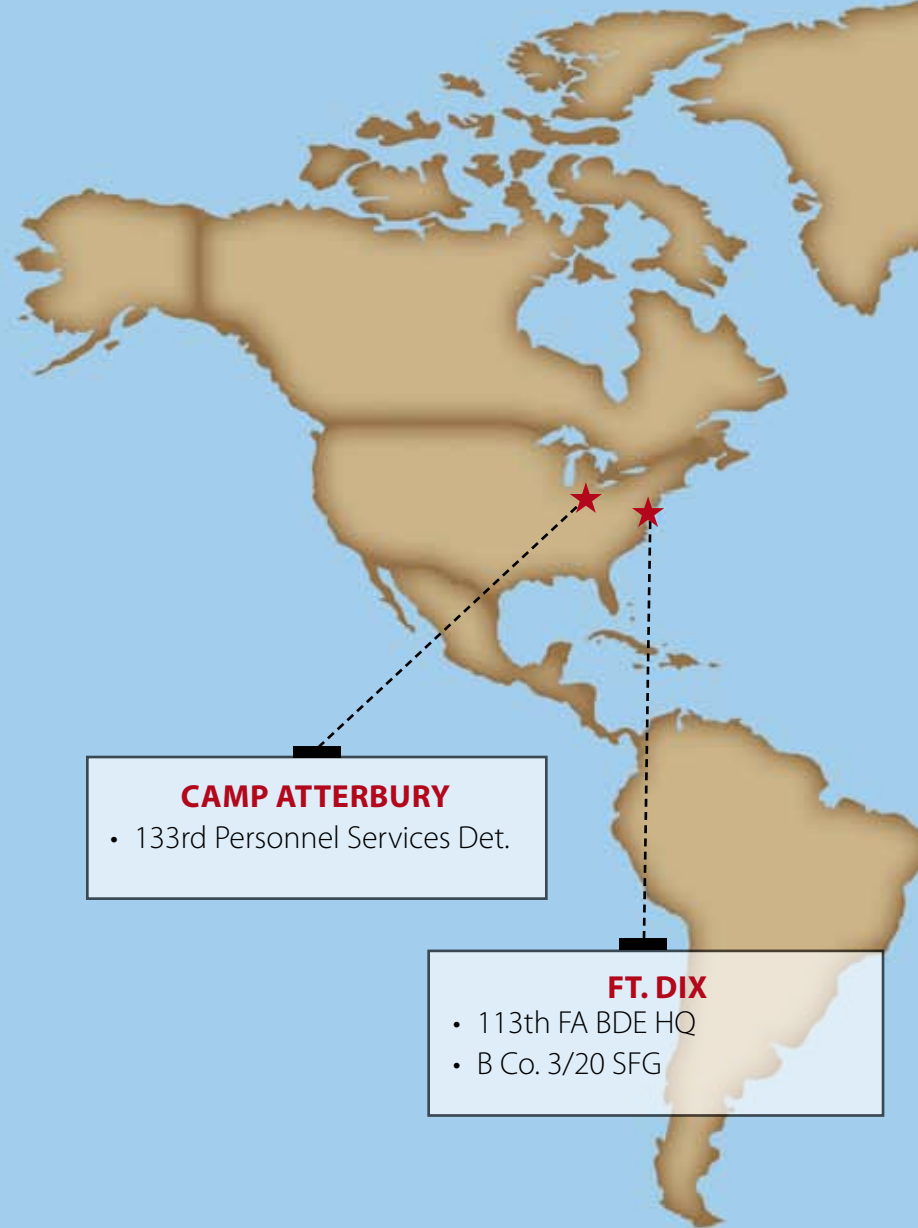 CAMP ATTERBURY
• 133rd Personnel Services Det.
FT. DIX
• 113th FA BDE HQ
• B Co. 3/20 SFG